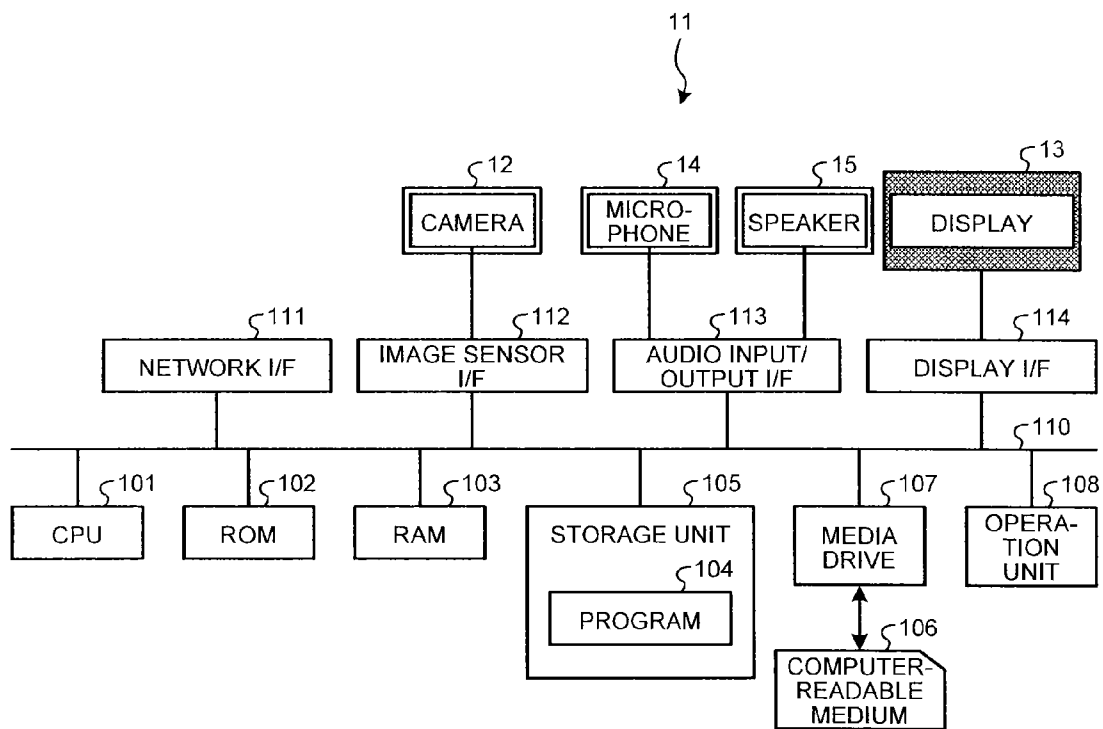 11
12
14
15
13
CAMERA
MICRO-
PHONE
SPEAKER
DISPLAY
111
112
113
114
NETWORK I/F
IMAGE SENSOR
I/F
AUDIO INPUT/
OUTPUT I/F
DISPLAY I/F
110
101
102
103
105
107
108
CPU
ROM
RAM
STORAGE UNIT
MEDIA
DRIVE
OPERA-
TION
UNIT
104
PROGRAM
106
COMPUTER-
READABLE
MEDIUM